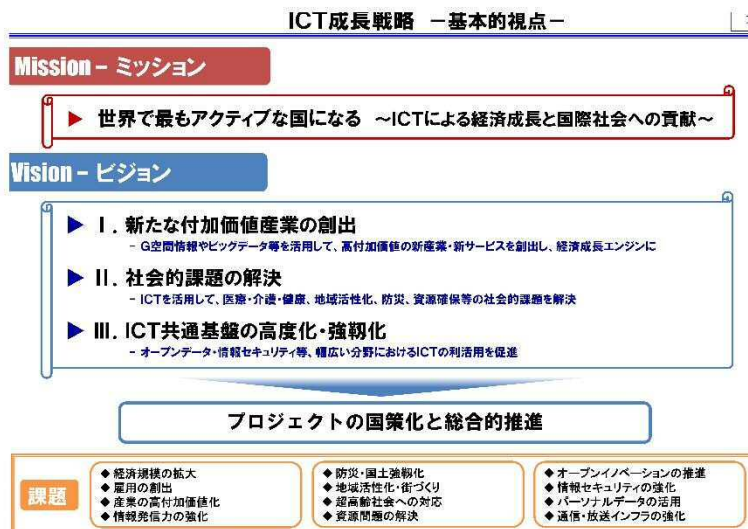 ICT成長戦略 －基本的視点－
Mission – ミッション
▶ 世界で最もアクティブな国になる ～ICTによる経済成長と国際社会への貢献～
Vision – ビジョン
▶ Ⅰ. 新たな付加価値産業の創出
– G空間情報やビッグデータ等を活用して、高付加価値の新産業・新サービスを創出し、経済成長エンジンに
▶ Ⅱ. 社会的課題の解決
– ICTを活用して、医療・介護・健康、地域活性化、防災、資源確保等の社会的課題を解決
▶ Ⅲ. ICT共通基盤の高度化・強靱化
– オープンデータ・情報セキュリティ等、幅広い分野におけるICTの利活用を促進
プロジェクトの国策化と総合的推進
課題
◆ 経済規模の拡大
◆ 雇用の創出
◆ 産業の高付加価値化
◆ 情報発信力の強化
◆ 防災・国土強靱化
◆ 地域活性化・街づくり
◆ 超高齢社会への対応
◆ 資源問題の解決
◆ オープンイノベーションの推進
◆ 情報セキュリティの強化
◆ パーソナルデータの活用
◆ 通信・放送インフラの強化